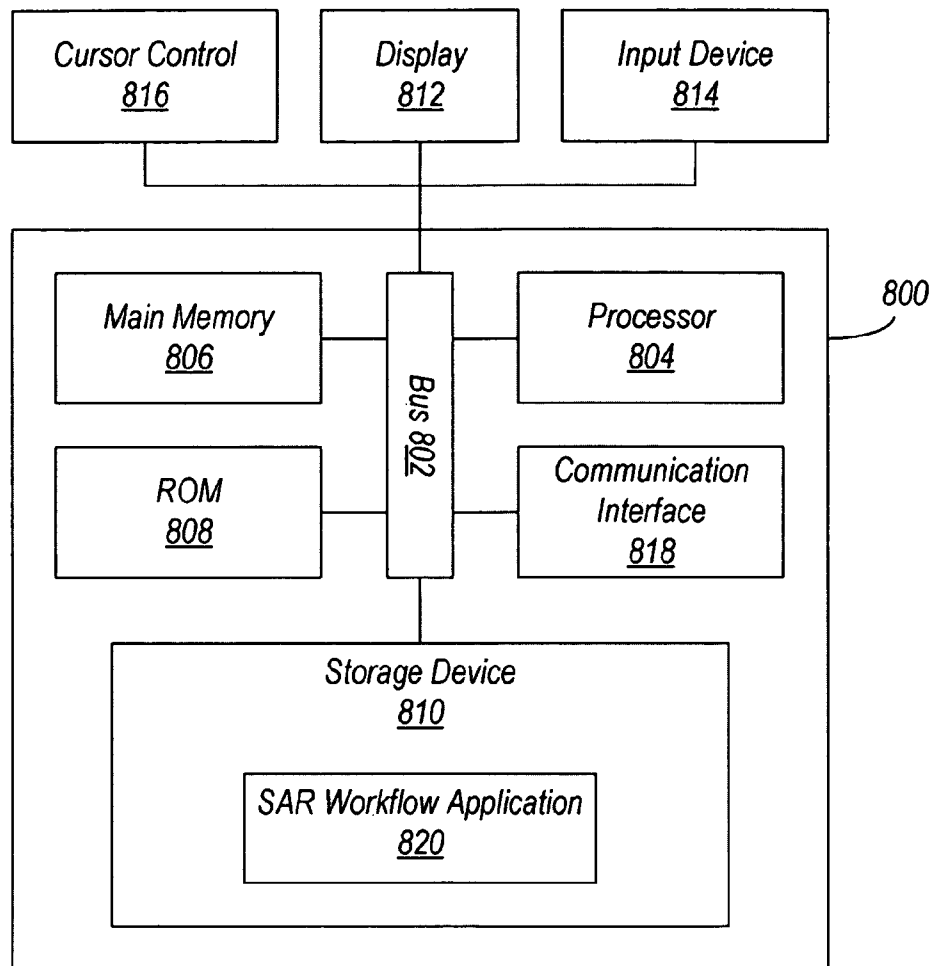 Cursor Control
816
Display
812
Input Device
814
800
Main Memory
806
Processor
804
Bus 802
ROM
808
Communication
Interface
818
Storage Device
810
SAR Workflow Application
820